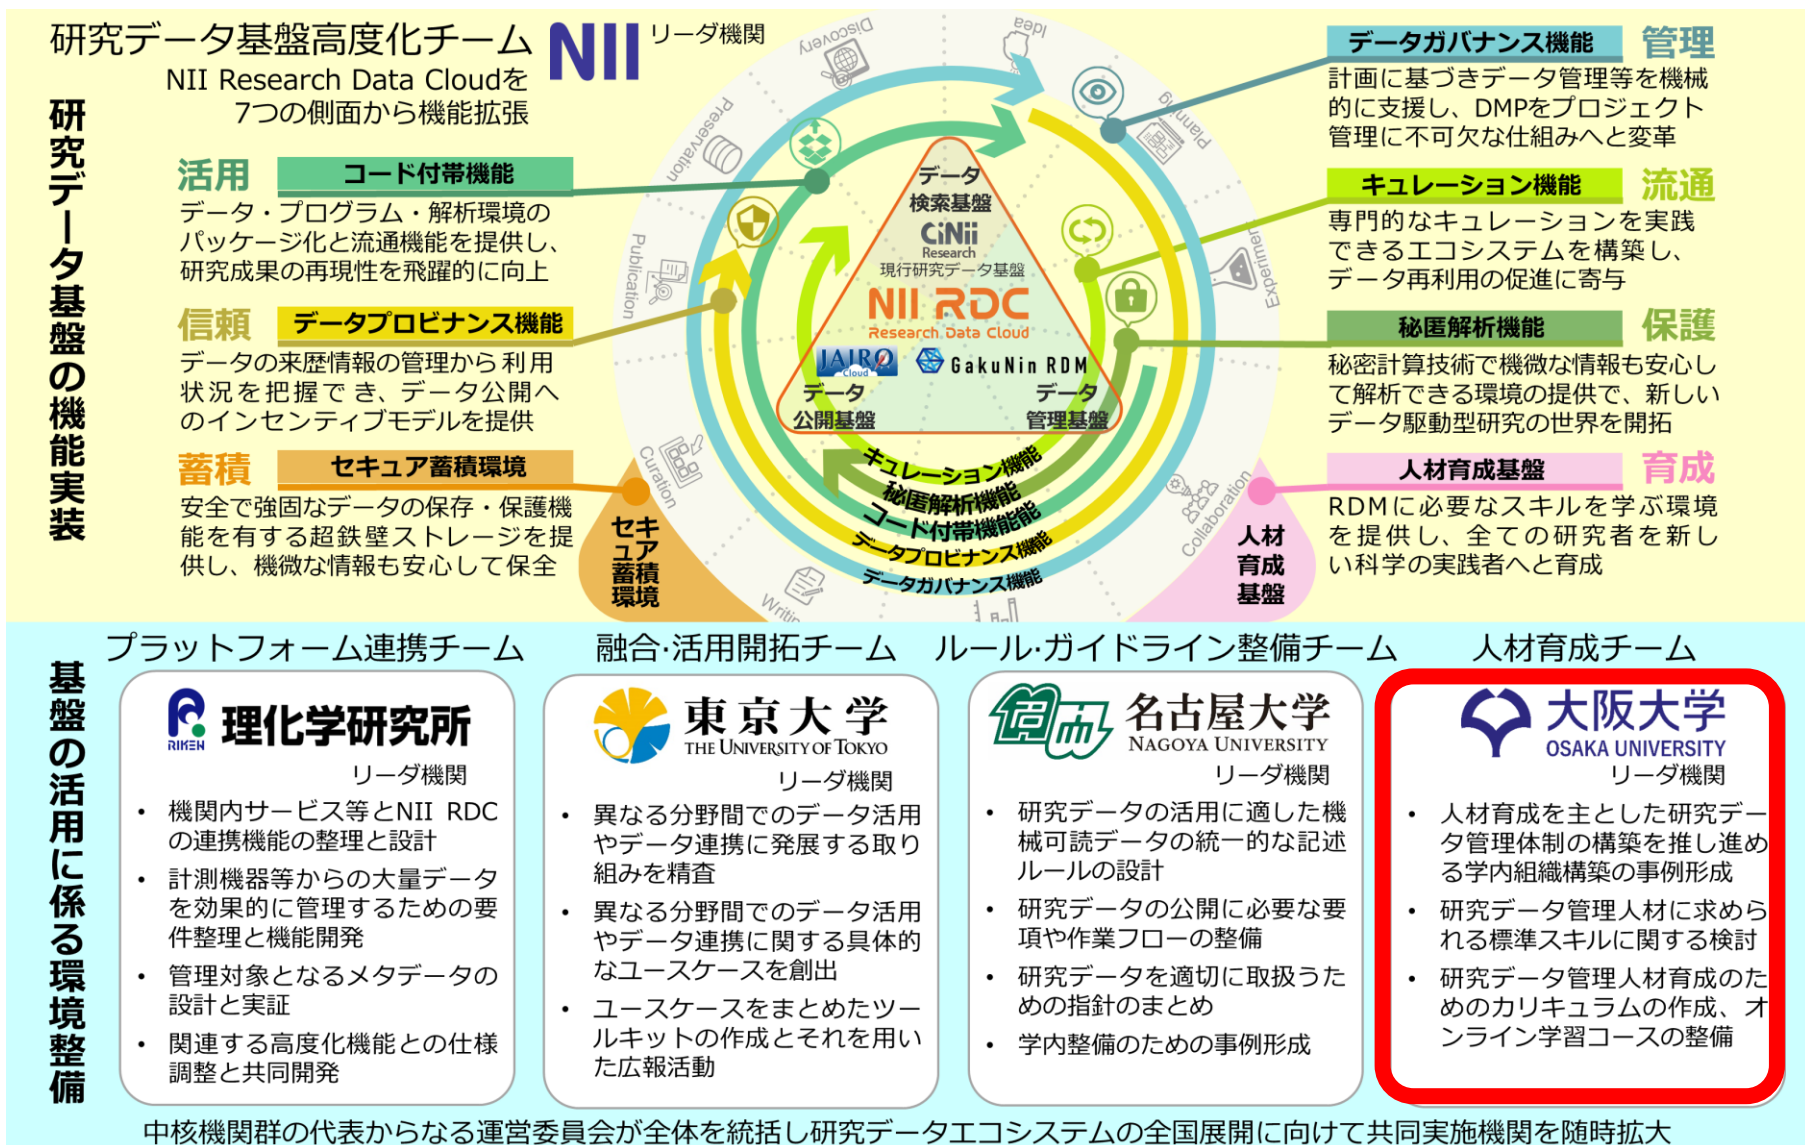 研究データ基盤高度化チーム
NII
リーダ機関
NII Research Data Cloudを
7つの側面から機能拡張
研究データ基盤の機能実装
活用
コード付帯機能
データ・プログラム・解析環境の
パッケージ化と流通機能を提供し、
研究成果の再現性を飛躍的に向上
信頼
データプロビナンス機能
データの来歴情報の管理から利用
状況を把握でき、データ公開へ
のインセンティブモデルを提供
蓄積
セキュア蓄積環境
安全で強固なデータの保存・保護機
能を有する超鉄壁ストレージを提
供し、機微な情報も安心して保全
Discovery
Idea
Preservation
Planning
Publication
Experiment
Curation
Collaboration
データ
検索基盤
CiNii
Research
現行研究データ基盤
NII RDC
Research Data Cloud
JAIRO
Cloud
GakuNin RDM
データ
公開基盤
データ
管理基盤
キュレーション機能
秘匿解析機能
コード付帯機能能
データプロビナンス機能
データガバナンス機能
セキ
ュア
蓄積
環境
人材
育成
基盤
データガバナンス機能
管理
計画に基づきデータ管理等を機械
的に支援し、DMPをプロジェクト
管理に不可欠な仕組みへと変革
キュレーション機能
流通
専門的なキュレーションを実践
できるエコシステムを構築し、
データ再利用の促進に寄与
秘匿解析機能
保護
秘密計算技術で機微な情報も安心し
て解析できる環境の提供で、新しい
データ駆動型研究の世界を開拓
人材育成基盤
育成
RDMに必要なスキルを学ぶ環境
を提供し、全ての研究者を新し
い科学の実践者へと育成
基盤の活用に係る環境整備
プラットフォーム連携チーム
RIKEN
理化学研究所
リーダ機関
• 機関内サービス等とNII RDC
の連携機能の整理と設計
• 計測機器等からの大量データ
を効果的に管理するための要
件整理と機能開発
• 管理対象となるメタデータの
設計と実証
• 関連する高度化機能との仕様
調整と共同開発
融合·活用開拓チーム
東京大学
THE UNIVERSITY OF TOKYO
リーダ機関
• 異なる分野間でのデータ活用
やデータ連携に発展する取り
組みを精査
• 異なる分野間でのデータ活用
やデータ連携に関する具体的
なユースケースを創出
• ユースケースをまとめたツー
ルキットの作成とそれを用い
た広報活動
ルール·ガイドライン整備チーム
名古屋大学
NAGOYA UNIVERSITY
リーダ機関
• 研究データの活用に適した機
械可読データの統一的な記述
ルールの設計
• 研究データの公開に必要な要
項や作業フローの整備
• 研究データを適切に取扱うた
めの指針のまとめ
• 学内整備のための事例形成
人材育成チーム
大阪大学
OSAKA UNIVERSITY
リーダ機関
• 人材育成を主とした研究デー
タ管理体制の構築を推し進め
る学内組織構築の事例形成
• 研究データ管理人材に求めら
れる標準スキルに関する検討
• 研究データ管理人材育成のた
めのカリキュラムの作成、オ
ンライン学習コースの整備
中核機関群の代表からなる運営委員会が全体を統括し研究データエコシステムの全国展開に向けて共同実施機関を随時拡大